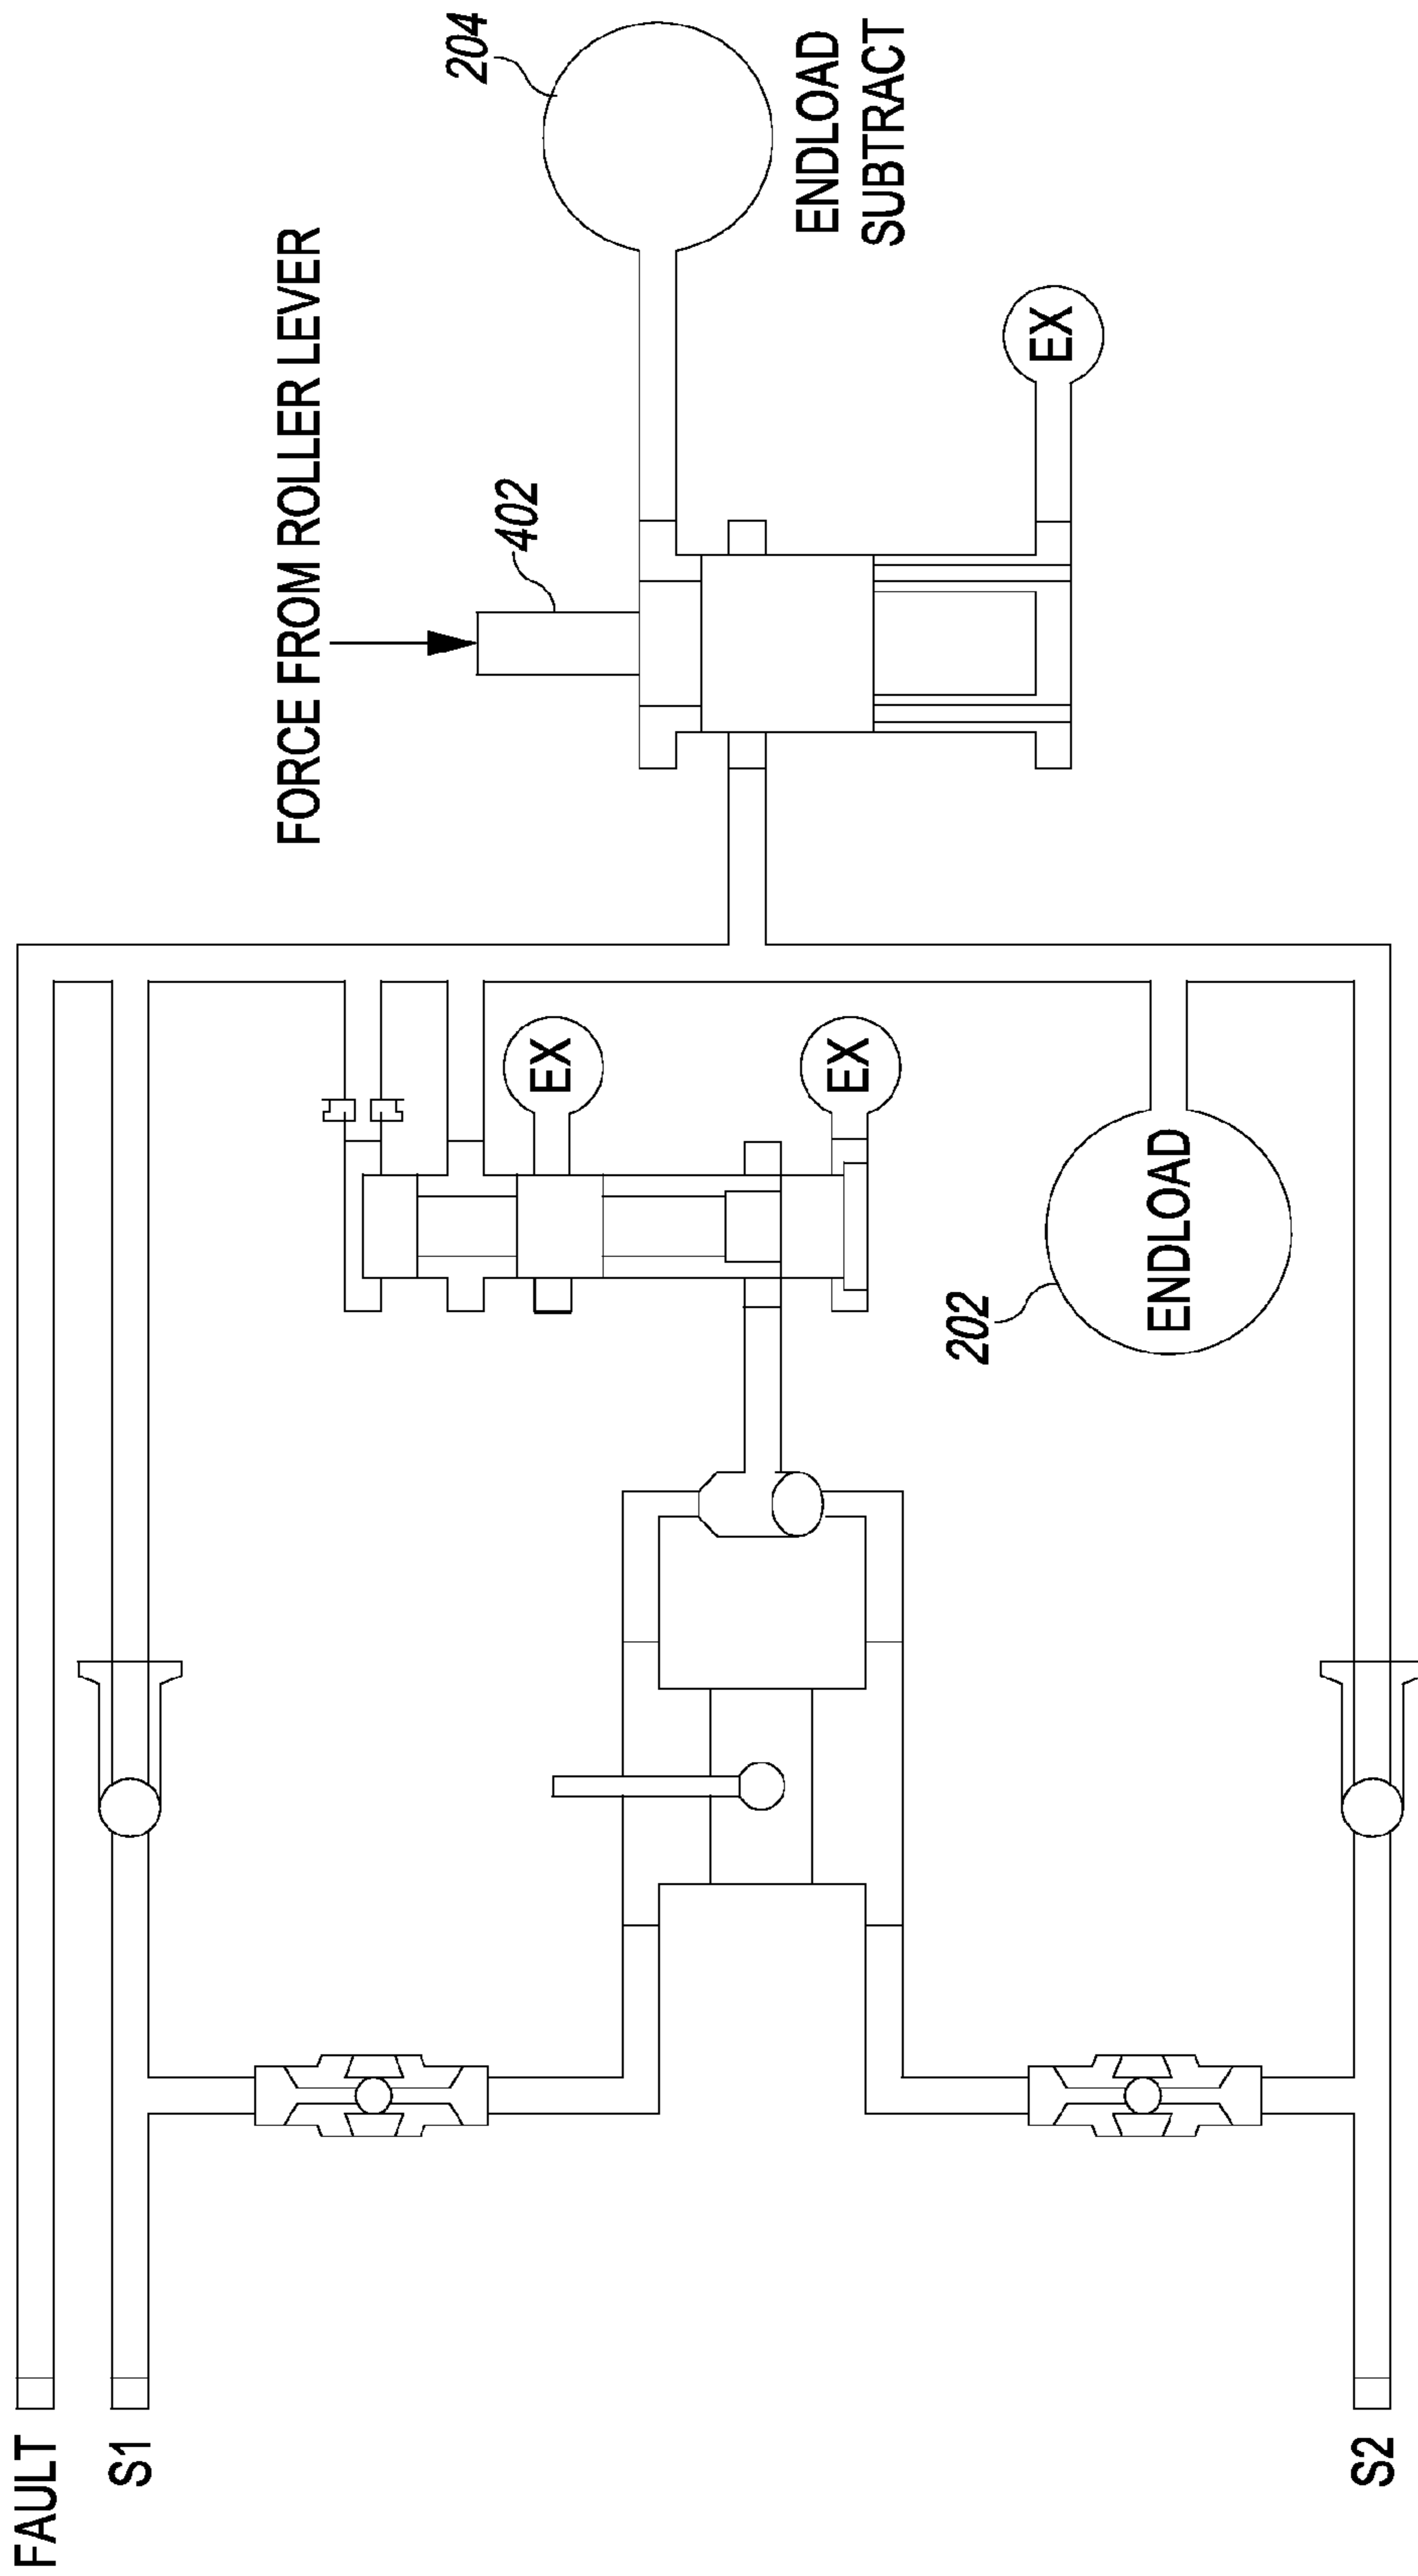 FORCE FROM ROLLER LEVER
204
402
ENDLOAD
SUBTRACT
EX
EX
EX
202
ENDLOAD
FAULT
S1
S2